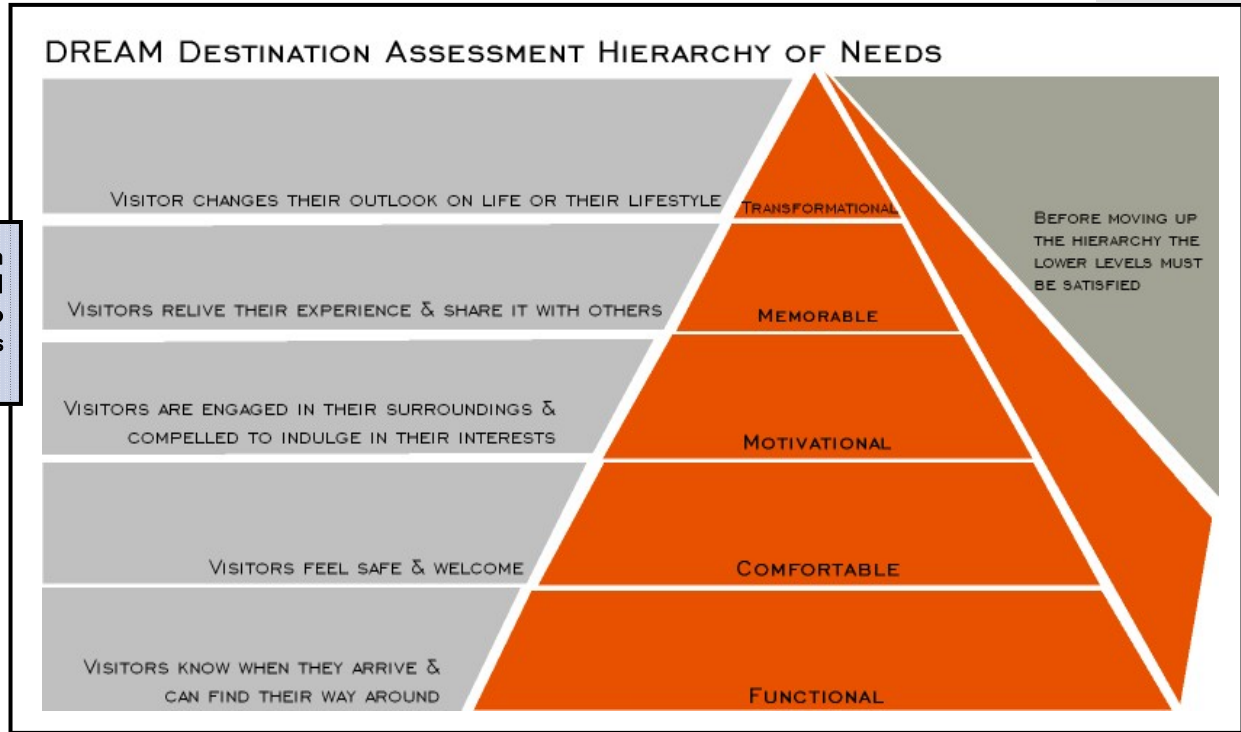 DREAM DESTINATION ASSESSMENT HIERARCHY OF NEEDS
VISITOR CHANGES THEIR OUTLOOK ON LIFE OR THEIR LIFESTYLE
TRANSFORMATIONAL
BEFORE MOVING UP
THE HIERARCHY THE
LOWER LEVELS MUST
BE SATISFIED
VISITORS RELIVE THEIR EXPERIENCE & SHARE IT WITH OTHERS
MEMORABLE
VISITORS ARE ENGAGED IN THEIR SURROUNDINGS &
COMPELLED TO INDULGE IN THEIR INTERESTS
MOTIVATIONAL
VISITORS FEEL SAFE & WELCOME
COMFORTABLE
VISITORS KNOW WHEN THEY ARRIVE &
CAN FIND THEIR WAY AROUND
FUNCTIONAL